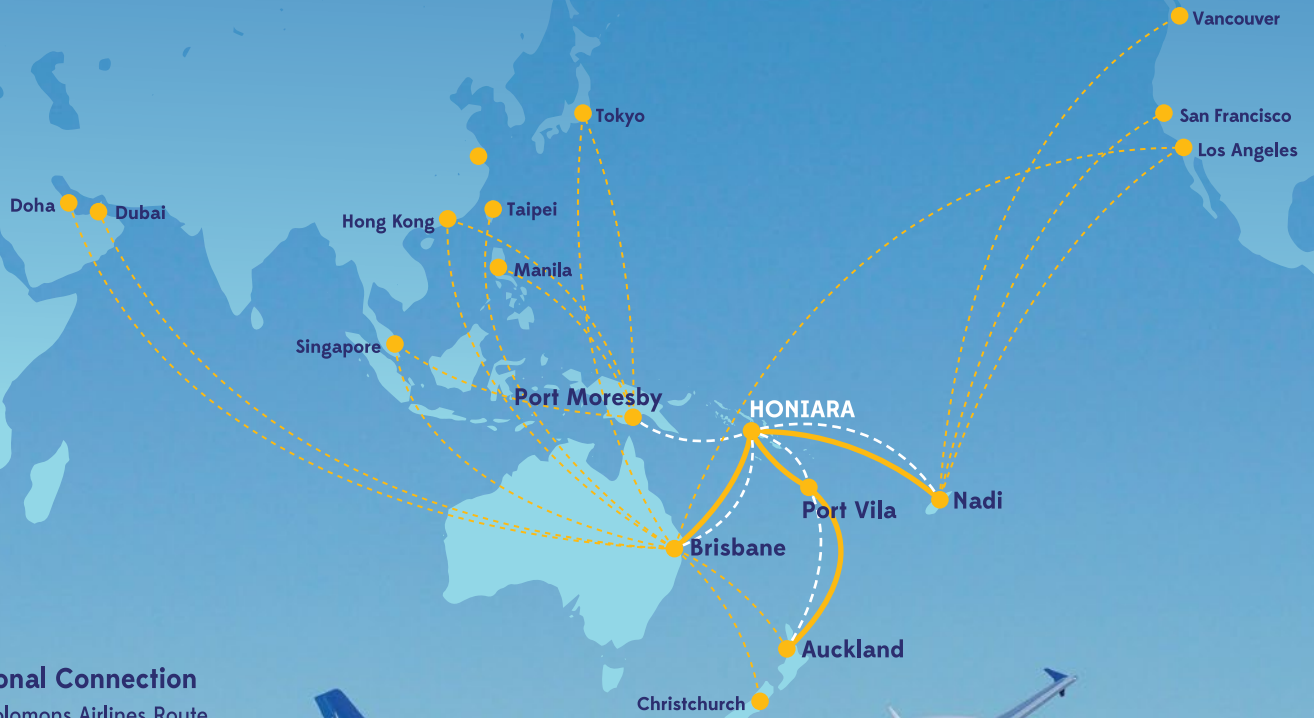 Vancouver
Tokyo
San Francisco
Los Angeles
Doha
Dubai
Hong Kong
Taipei
Manila
Singapore
Port Moresby
HONIARA
Port Vila
Nadi
Brisbane
Auckland
onal Connection
Christchurch
olomons Airlines Route